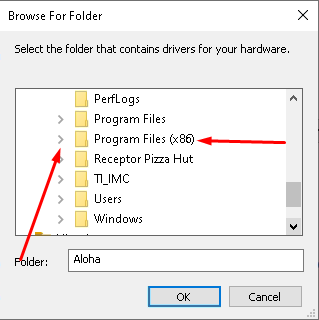 Browse For Folder
Select the folder that contains drivers for your hardware.
PerfLogs
Program Files
Program Files (x86)
Receptor Pizza Hut
TI_IMC
Users
Windows
Folder:
Aloha
OK
Cancel